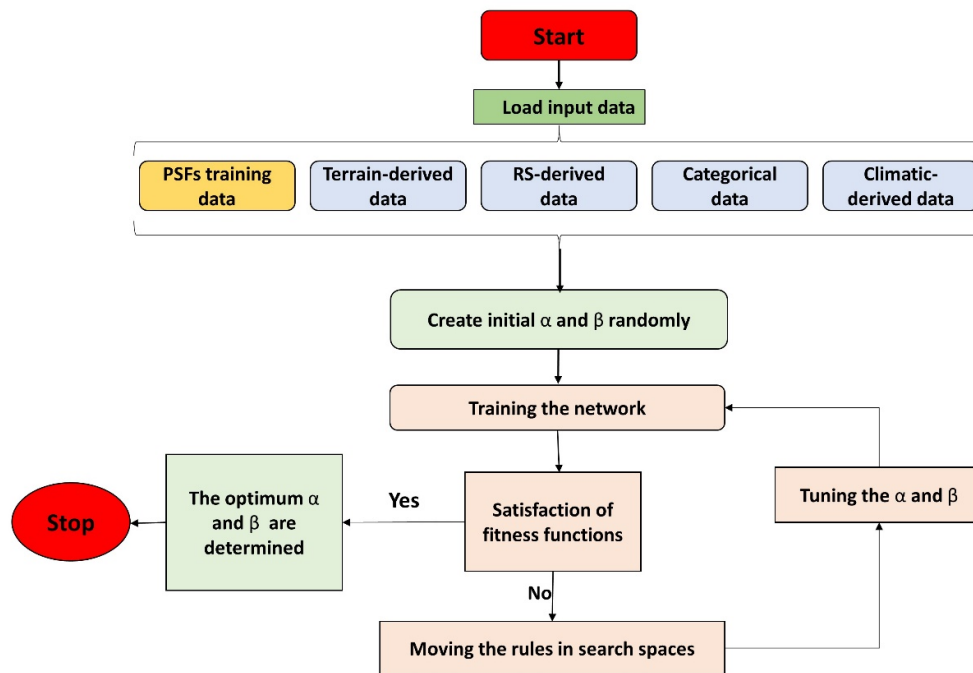 Start
Load input data
PSFs training
data
Terrain-derived
data
RS-derived
data
Categorical
data
Climatic-
derived data
Create initial α and β randomly
Training the network
Satisfaction of
fitness functions
Yes
The optimum α
and β are
determined
Stop
No
Moving the rules in search spaces
Tuning the α and β